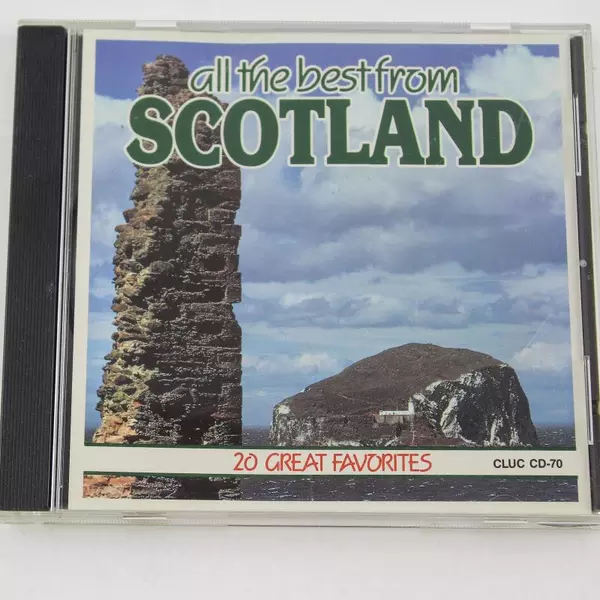 all the best from
SCOTLAND
20 GREAT FAVORITES
CLUC CD-70